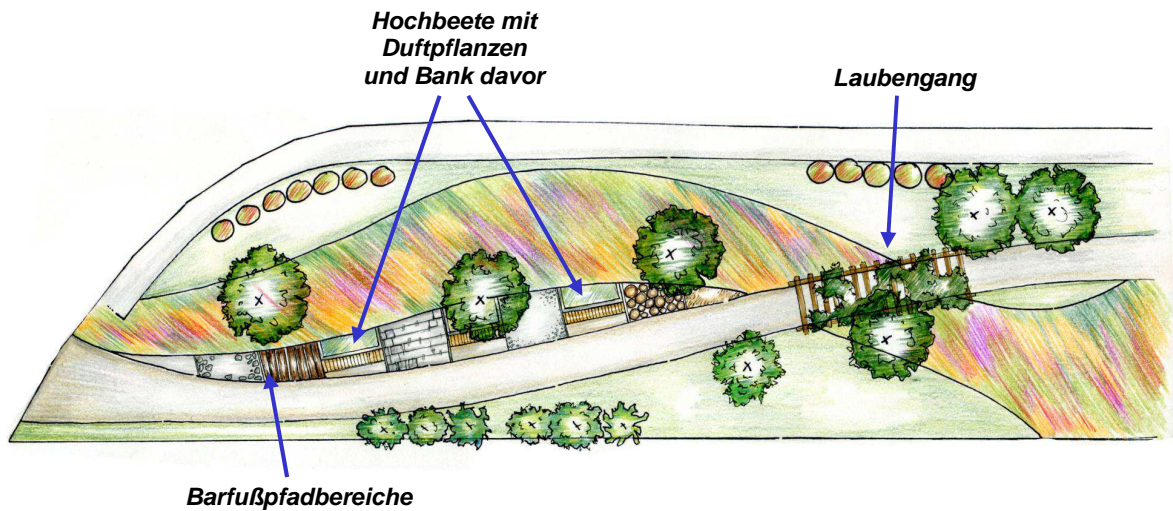 Hochbeete mit
Duftpflanzen
und Bank davor
Laubengang
Barfußpfadbereiche